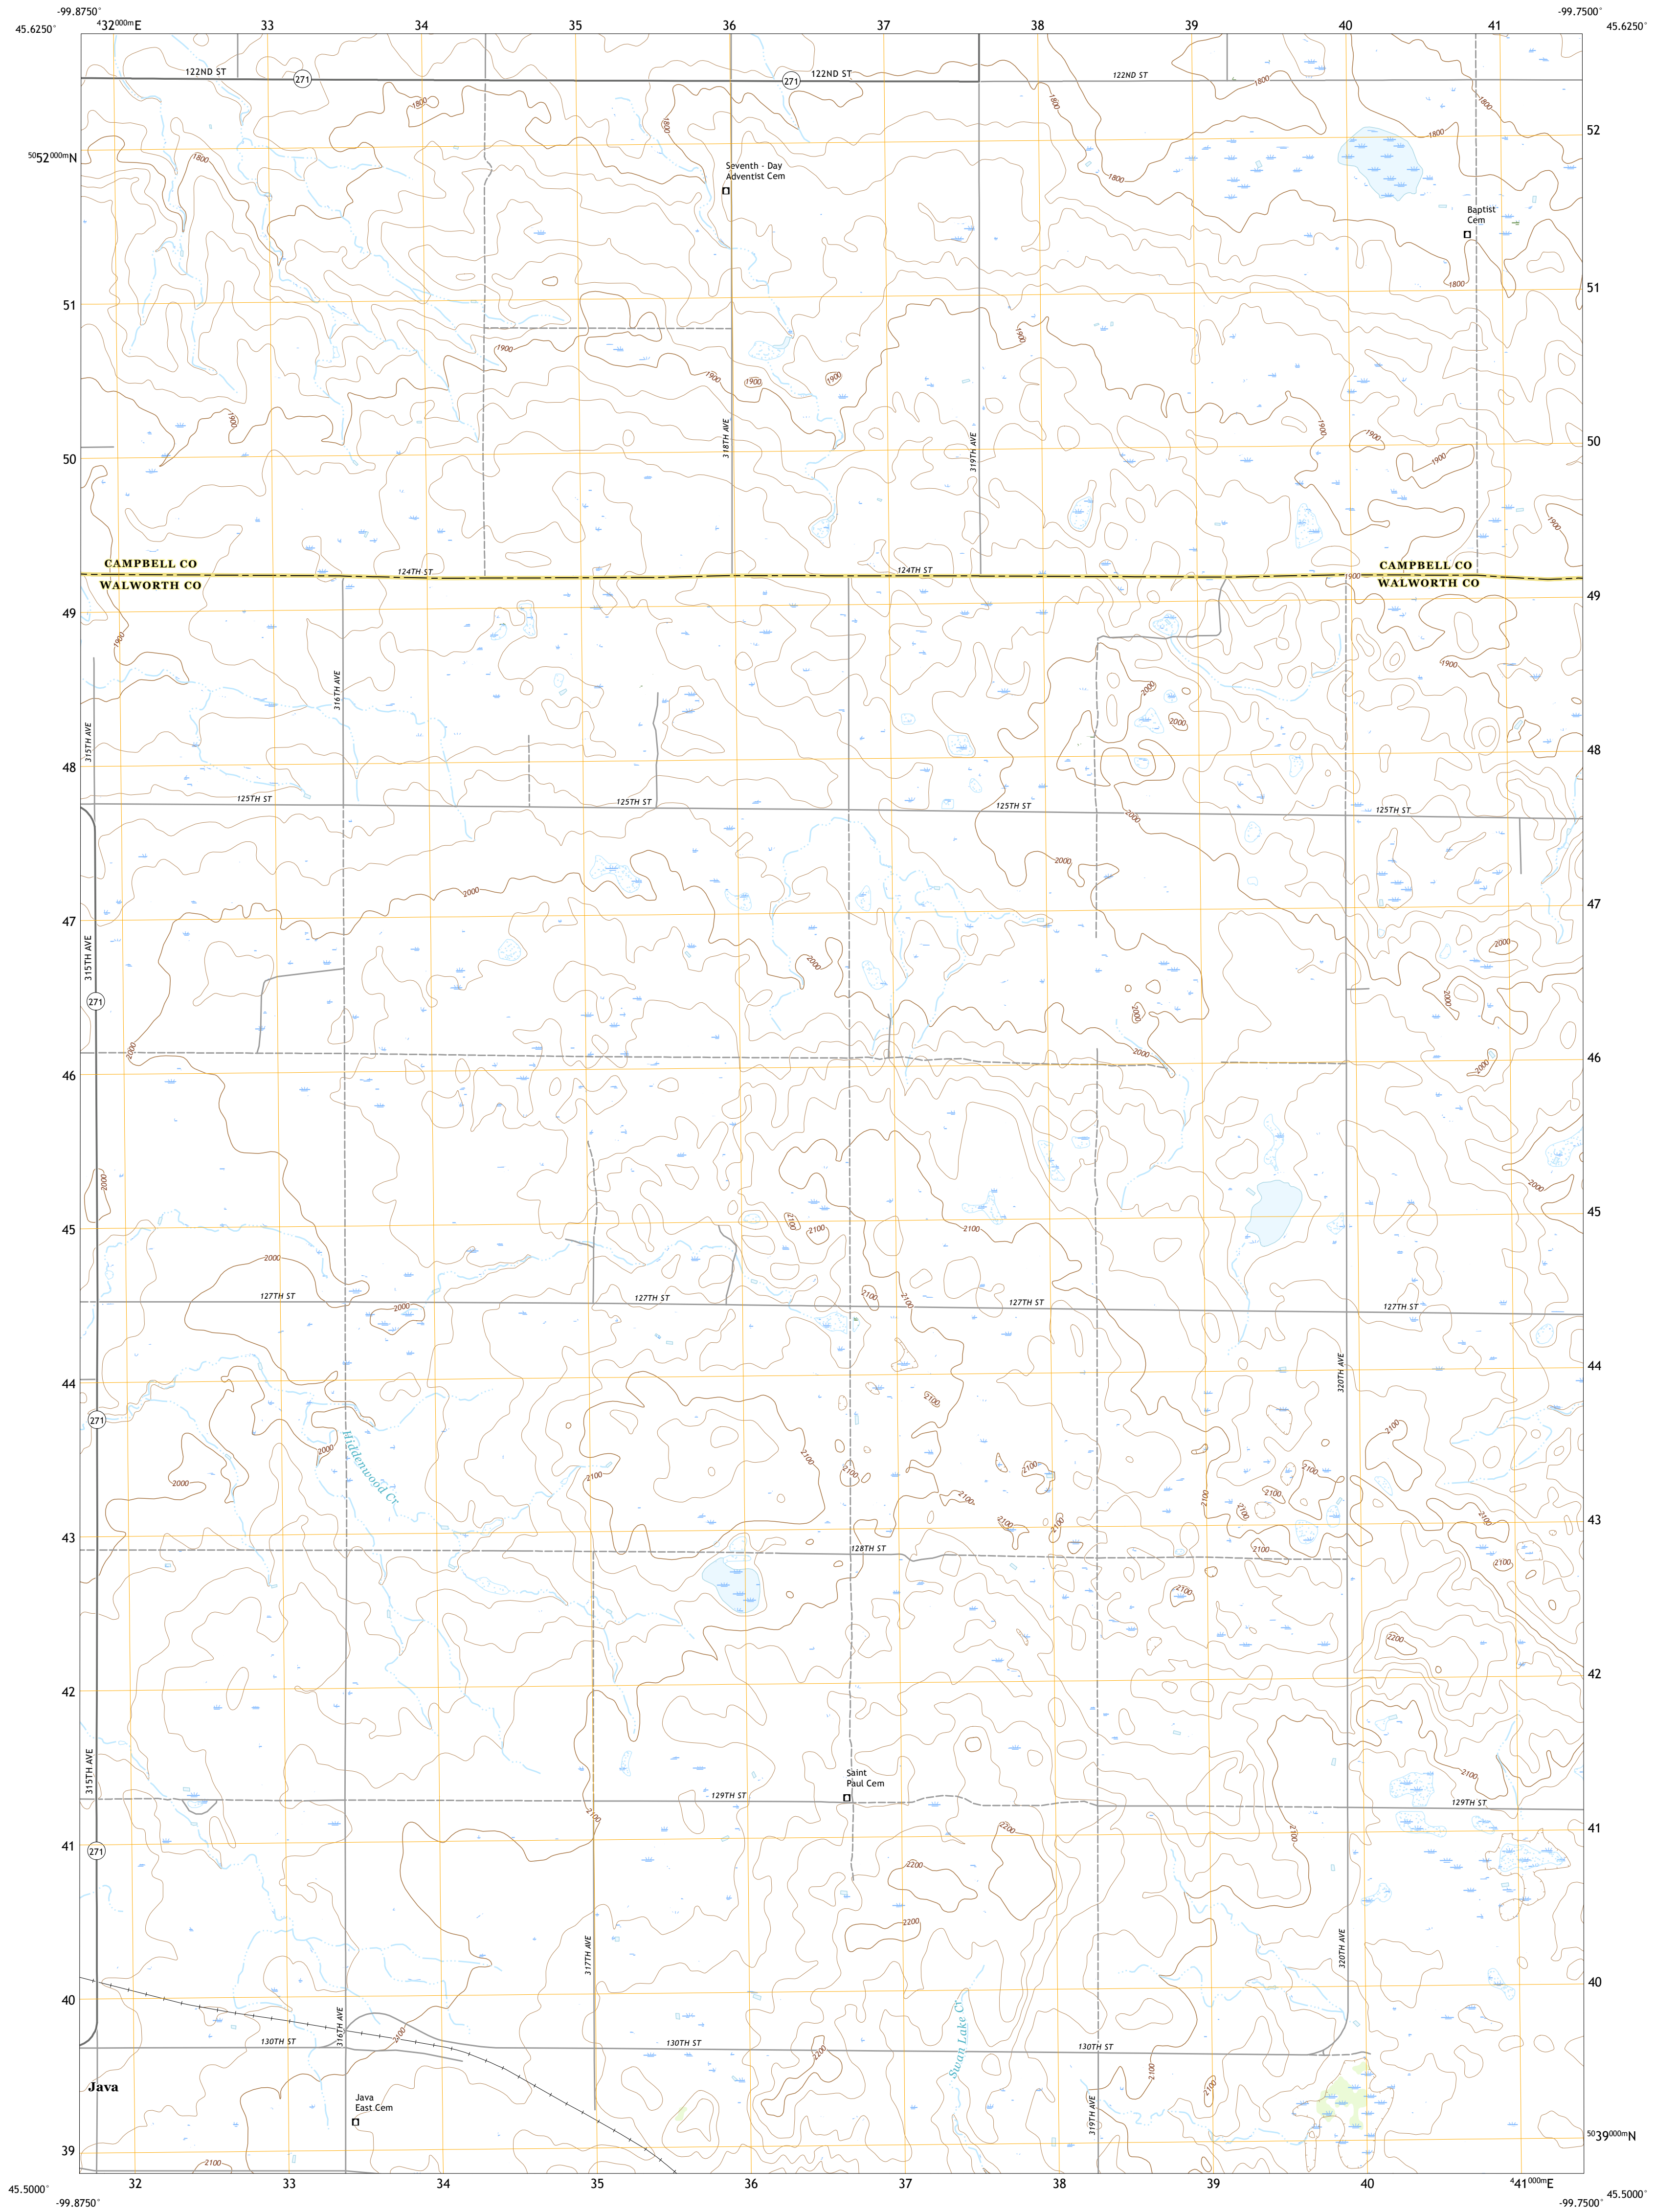 -99.8750°
-99.7500°
45.6250°
⁴32⁰⁰⁰ᵐE 33 34 35 36 37 38 39 40 41
45.6250°
122ND ST
271
271
122ND ST
122ND ST
1800
1800
1800
1800
1800
1800
52
⁵⁰52⁰⁰⁰ᵐN
1800
Seventh - Day
Adventist Cem
1800
Baptist
Cem
1800
51
51
1900
1900
1900
1900
1900
1900
1900
318TH AVE
319TH AVE
1900
1900
50
50
1900
CAMPBELL CO
CAMPBELL CO
124TH ST
124TH ST
1900
WALWORTH CO
WALWORTH CO
49
49
1900
1900
316TH AVE
2000
2000
315TH AVE
48
48
125TH ST
125TH ST
125TH ST
125TH ST
2000
2000
2000
47
47
315TH AVE
2000
2000
2000
271
2000
2000
2000
2000
46
46
2000
2000
45
45
2100
2100
2100
2000
127TH ST
127TH ST
127TH ST
127TH ST
2100
2100
2000
320TH AVE
44
44
2100
271
2100
Hiddenwood Cr
2000
2000
2100
2100
2100
2100
2100
2100
2100
2100
2100
2100
2100
2100
43
43
128TH ST
2100
2100
2100
2200
42
42
315TH AVE
Saint
Paul Cem
2100
129TH ST
129TH ST
2100
41
41
2200
2100
271
2200
2200
317TH AVE
320TH AVE
40
40
316TH AVE
Swan Lake Cr
130TH ST
2100
130TH ST
130TH ST
2200
2100
2100
Java
Java
East Cem
319TH AVE
39
⁵⁰39⁰⁰⁰ᵐN
2100
32 33 34 35 36 37 38 39 40 ⁴41⁰⁰⁰ᵐE
45.5000°
45.5000°
-99.8750°
-99.7500°